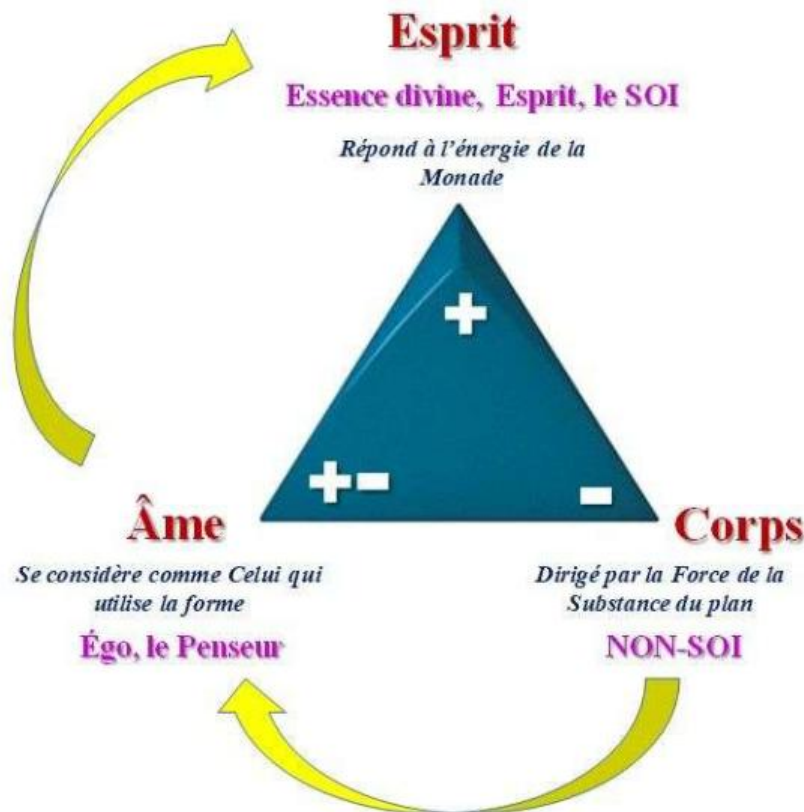 Esprit
Essence divine, Esprit, le SOI
Répond à l'énergie de la
Monade
+
+-
-
Âme
Se considère comme Celui qui
utilise la forme
Égo, le Penseur
Corps
Dirigé par la Force de la
Substance du plan
NON-SOI